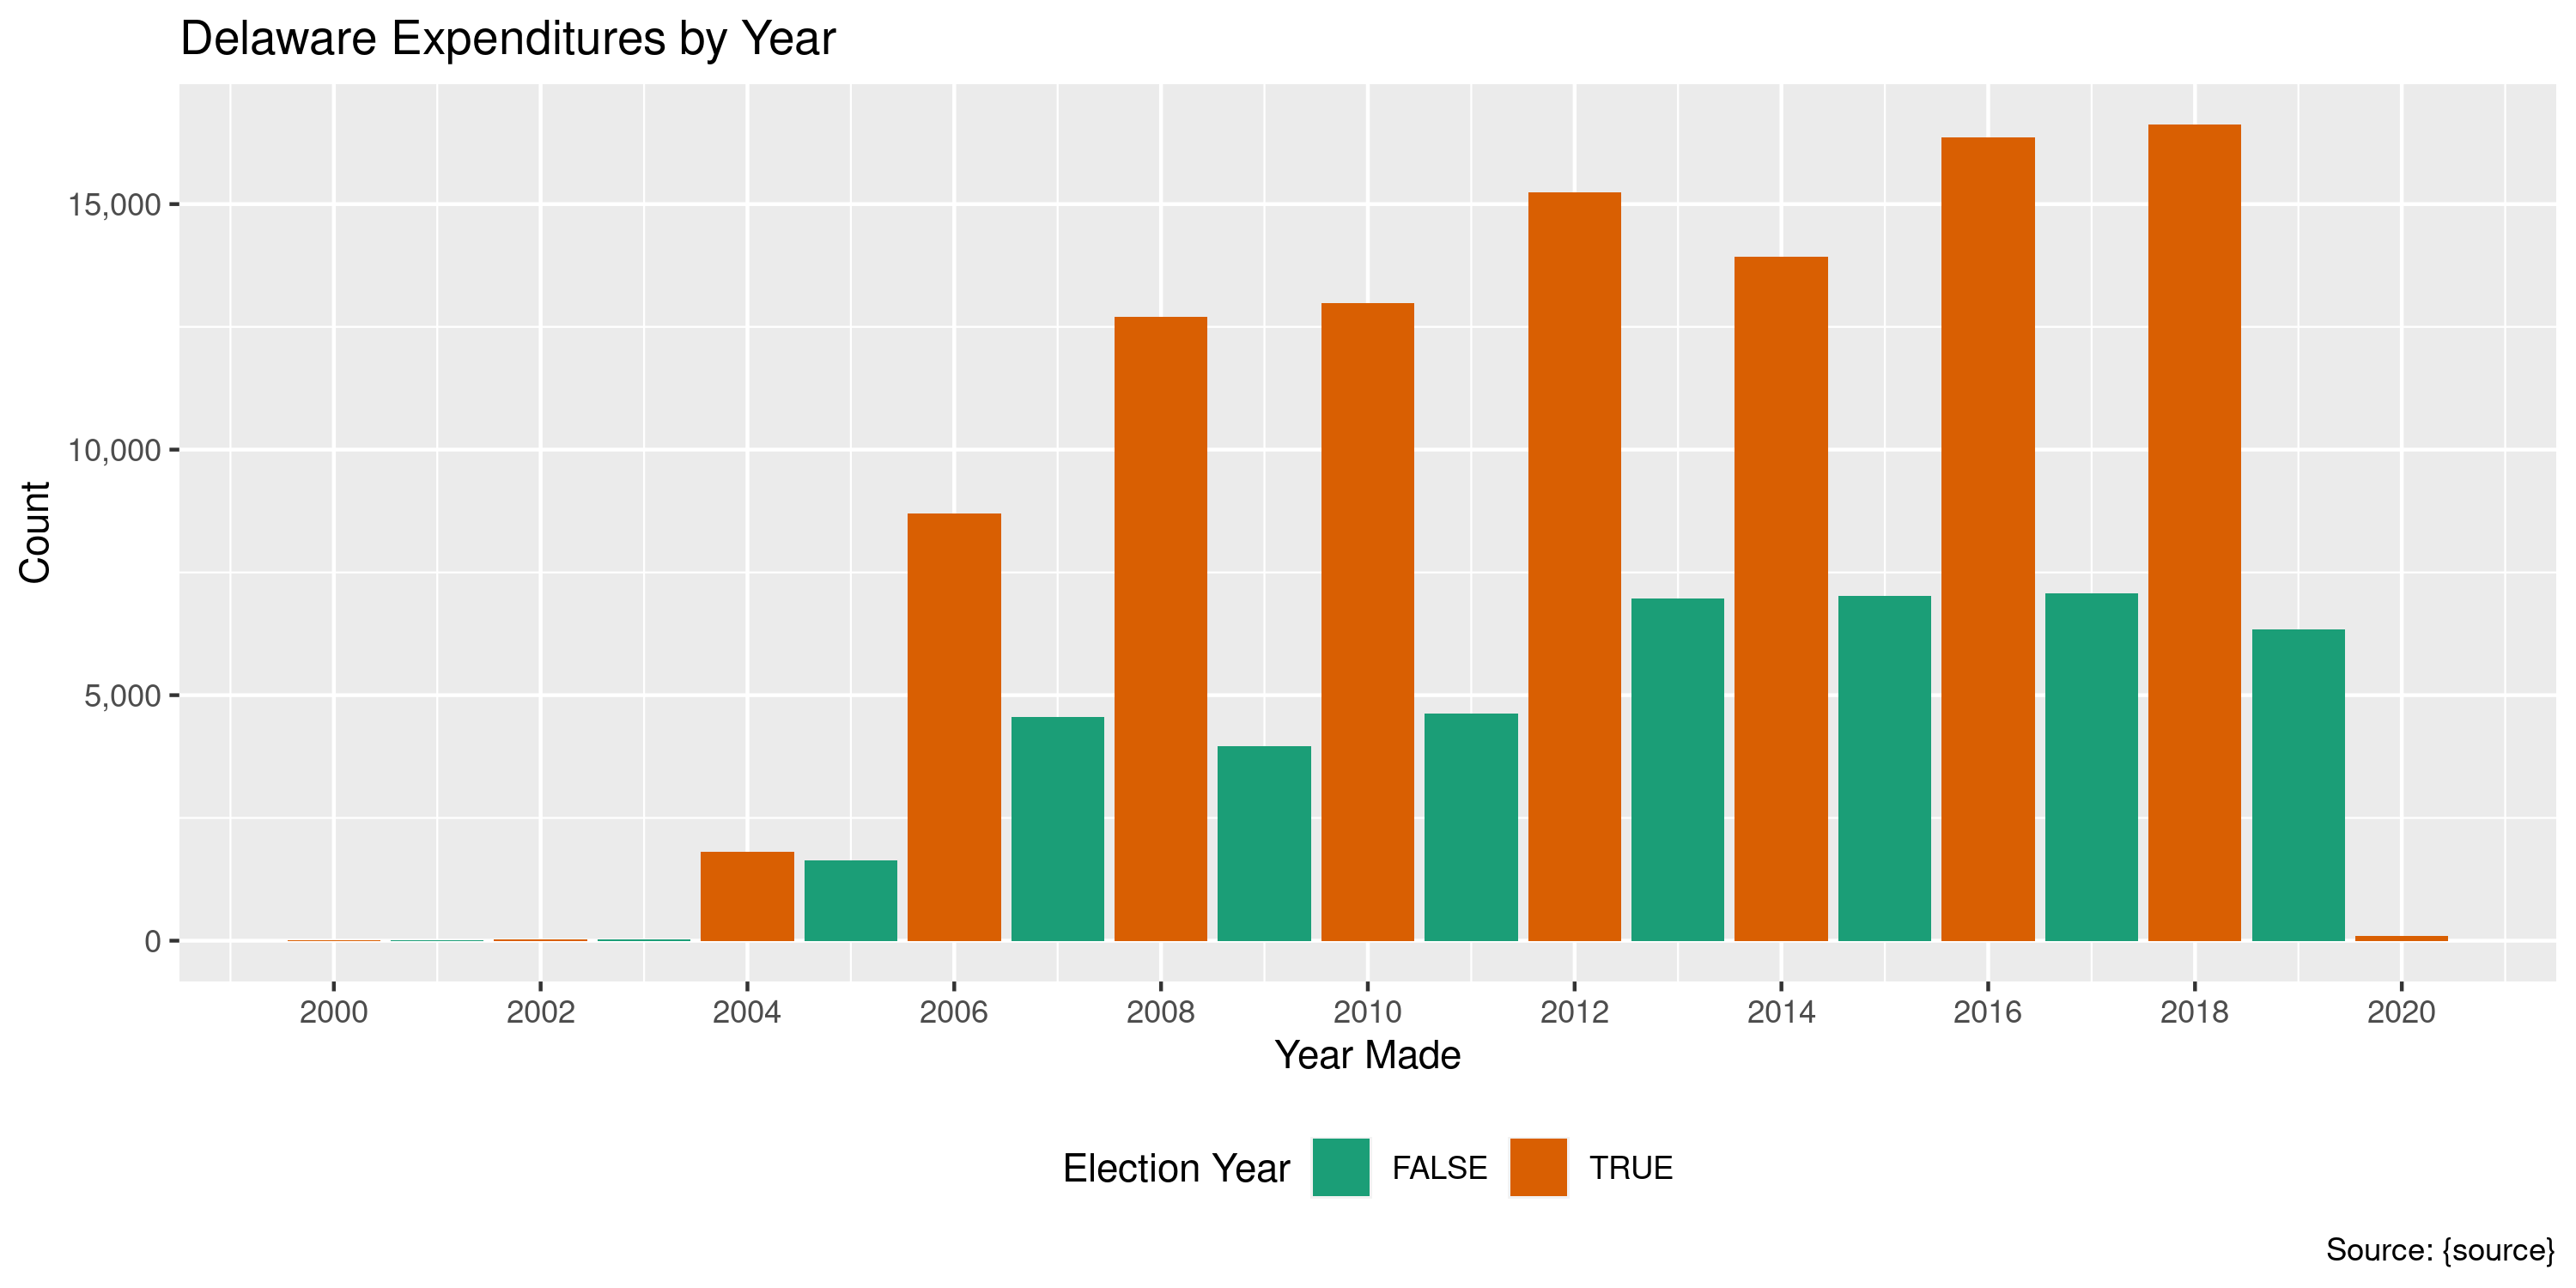 Delaware Expenditures by Year
Count
15,000
10,000
5,000
0
2000 2002 2004 2006 2008 2010 2012 2014 2016 2018 2020
Year Made
Election Year FALSE TRUE
Source: {source}